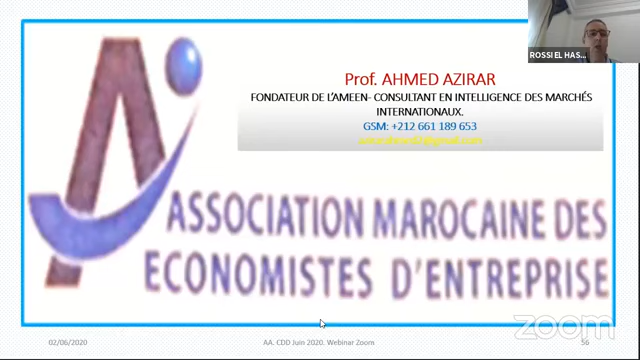 ROSSI EL HAS...
Prof. AHMED AZIRAR
FONDATEUR DE L'AMEEN- CONSULTANT EN INTELLIGENCE DES MARCHÉS
INTERNATIONAUX.
GSM: +212 661 189 653
ASSOCIATION MAROCAINE DES
ECONOMISTES D'ENTREPRISE
zoom
02/06/2020
AA. CDD Juin 2020. Webinar Zoom
56